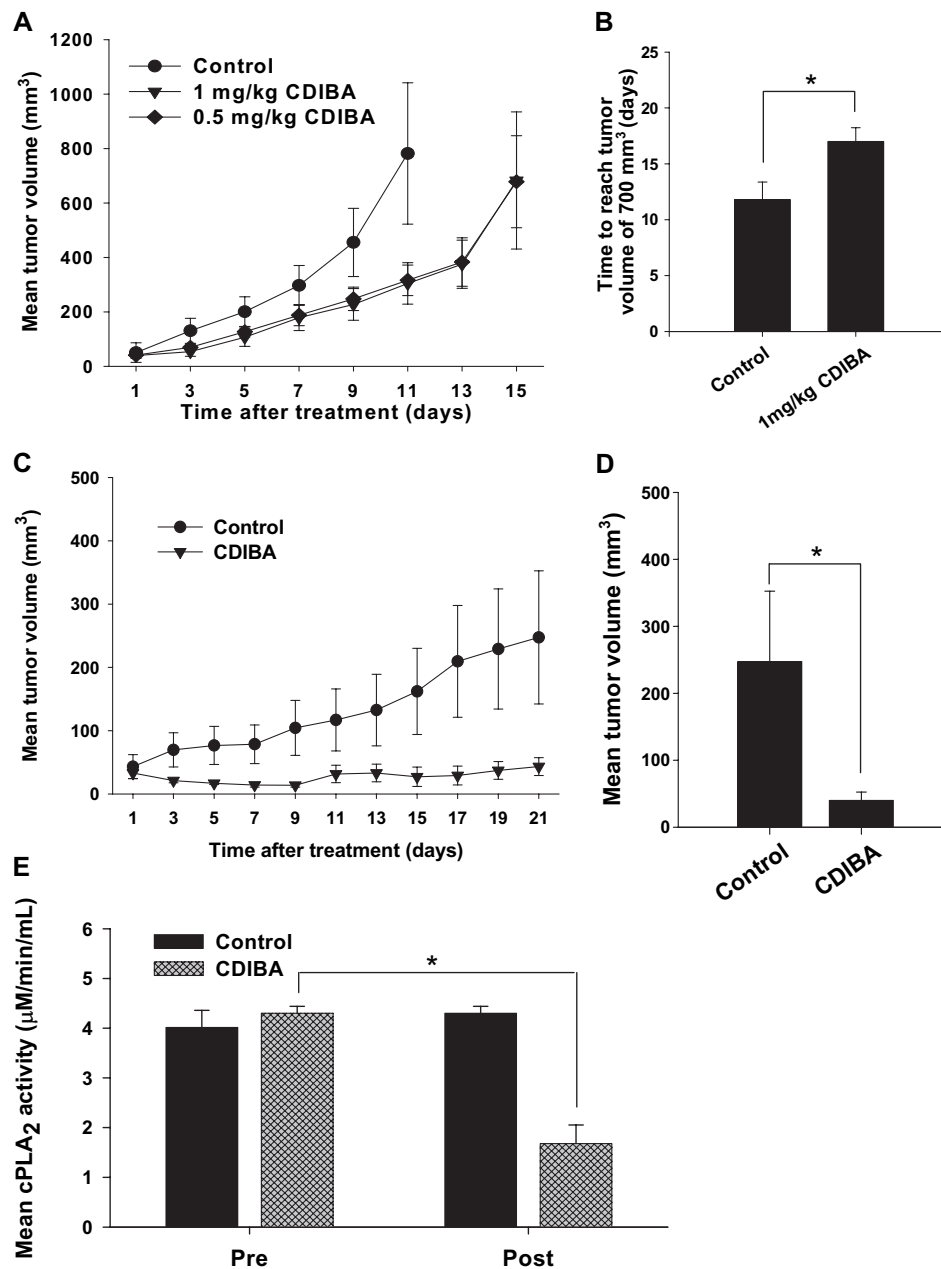 A
1200
1000
800
600
400
200
0
Mean tumor volume (mm³)
Control
1 mg/kg CDIBA
0.5 mg/kg CDIBA
1 3 5 7 9 11 13 15
Time after treatment (days)
B
25
20
15
10
5
0
Time to reach tumor
volume of 700 mm³ (days)
*
Control
1mg/kg CDIBA
C
500
400
300
200
100
0
Mean tumor volume (mm³)
Control
CDIBA
1 3 5 7 9 11 13 15 17 19 21
Time after treatment (days)
D
500
400
300
200
100
0
Mean tumor volume (mm³)
*
Control
CDIBA
E
6
5
4
3
2
1
0
Mean cPLA₂ activity (µM/min/mL)
Control
CDIBA
*
Pre Post